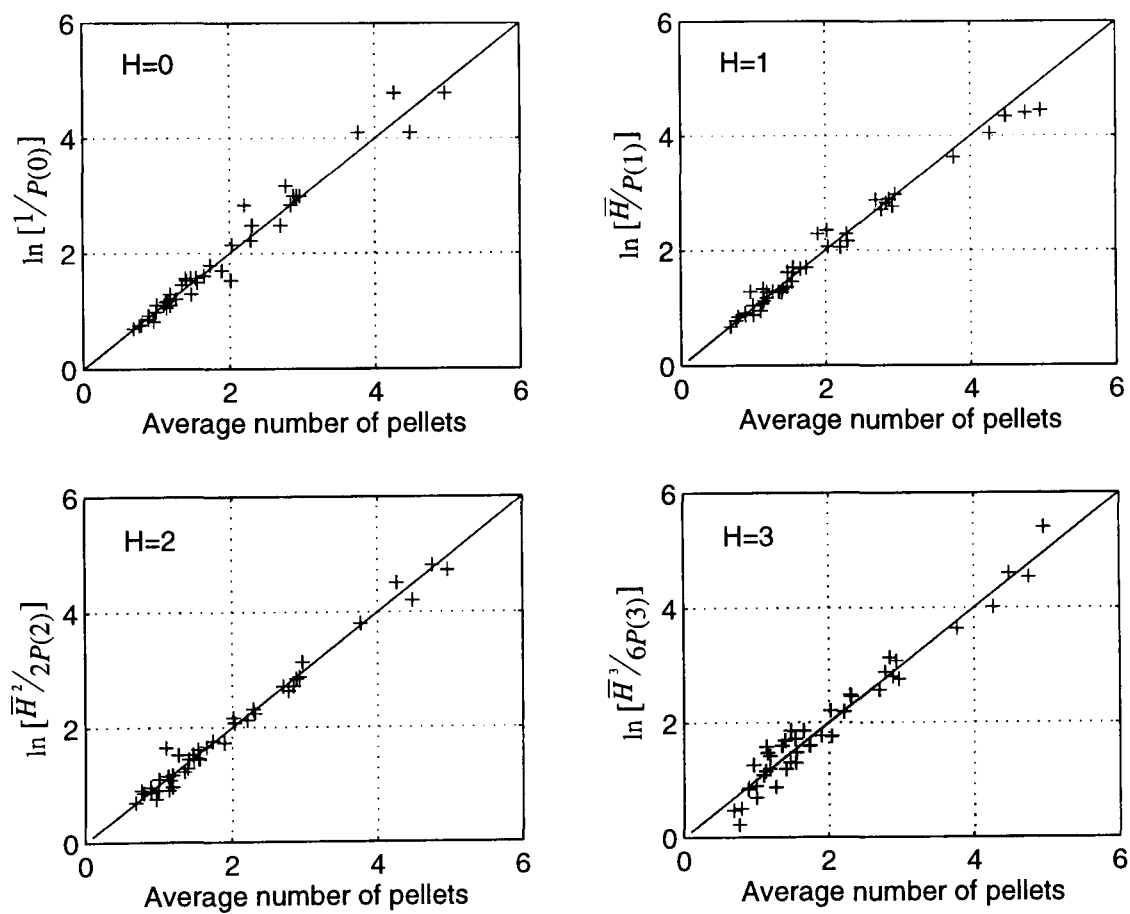 6
H=0
4
2
0
ln [1/P(0)]
0 2 4 6
Average number of pellets
6
H=1
4
2
0
ln [H̅/P(1)]
0 2 4 6
Average number of pellets
6
H=2
4
2
0
ln [H̅²/2P(2)]
0 2 4 6
Average number of pellets
6
H=3
4
2
0
ln [H̅³/6P(3)]
0 2 4 6
Average number of pellets